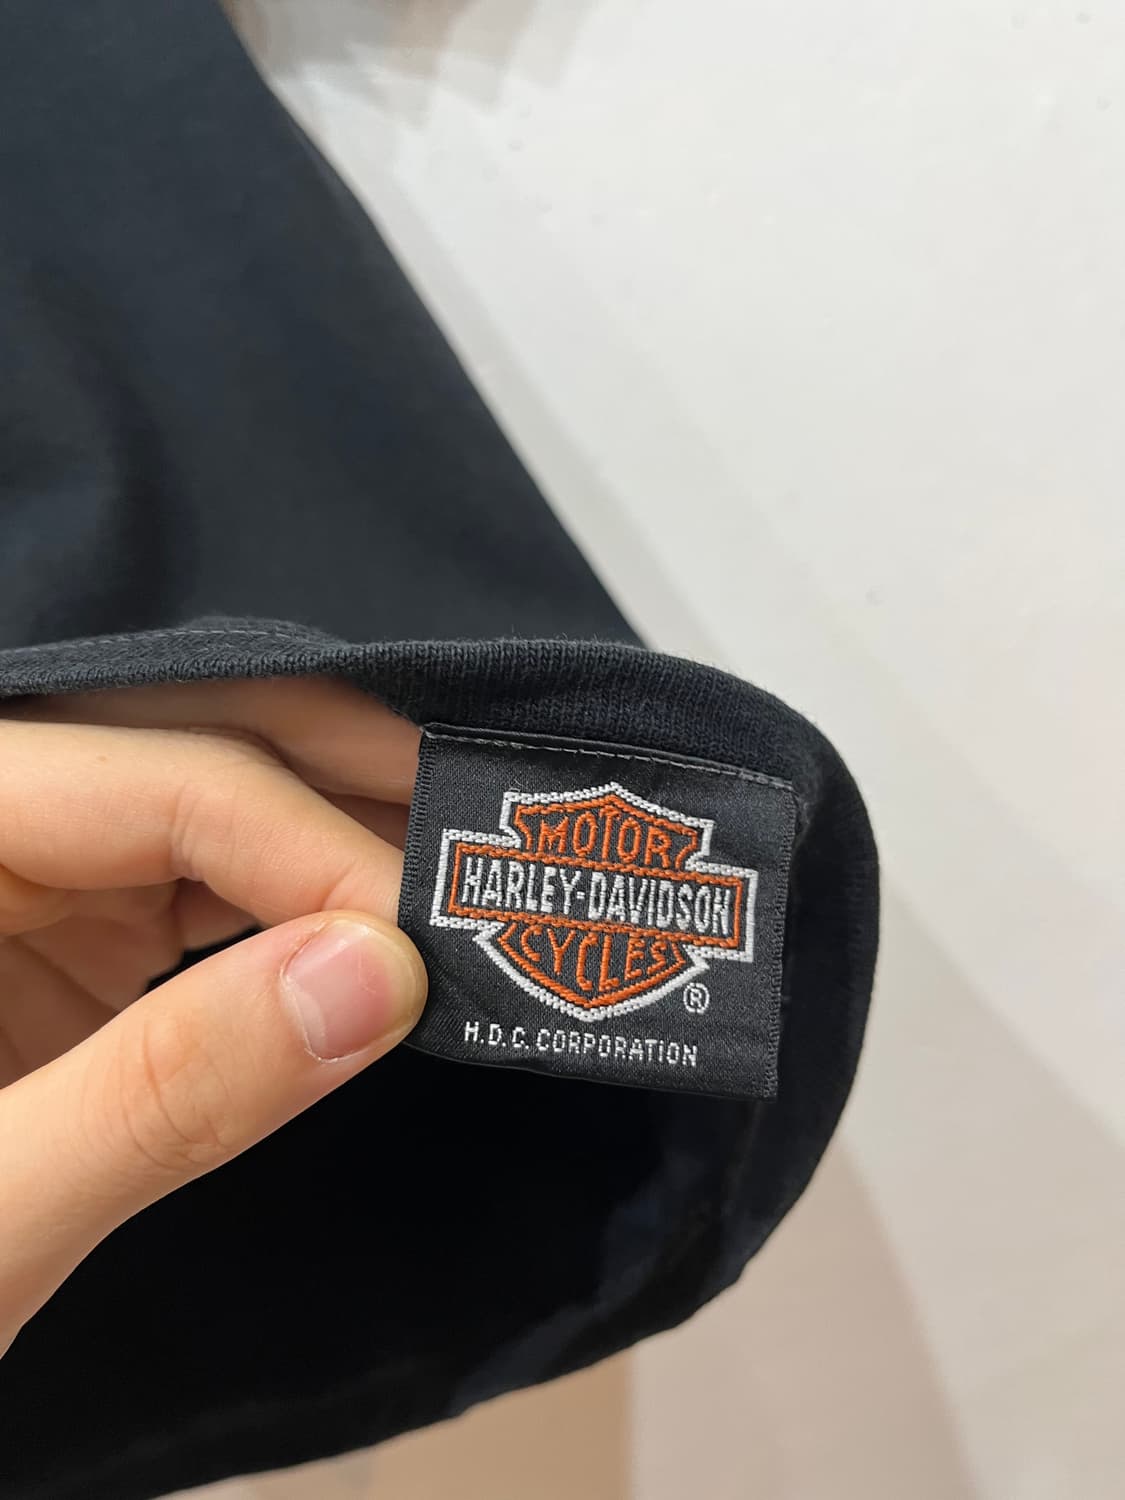 MOTOR
HARLEY-DAVIDSON
CYCLES
®
H.D.C. CORPORATION